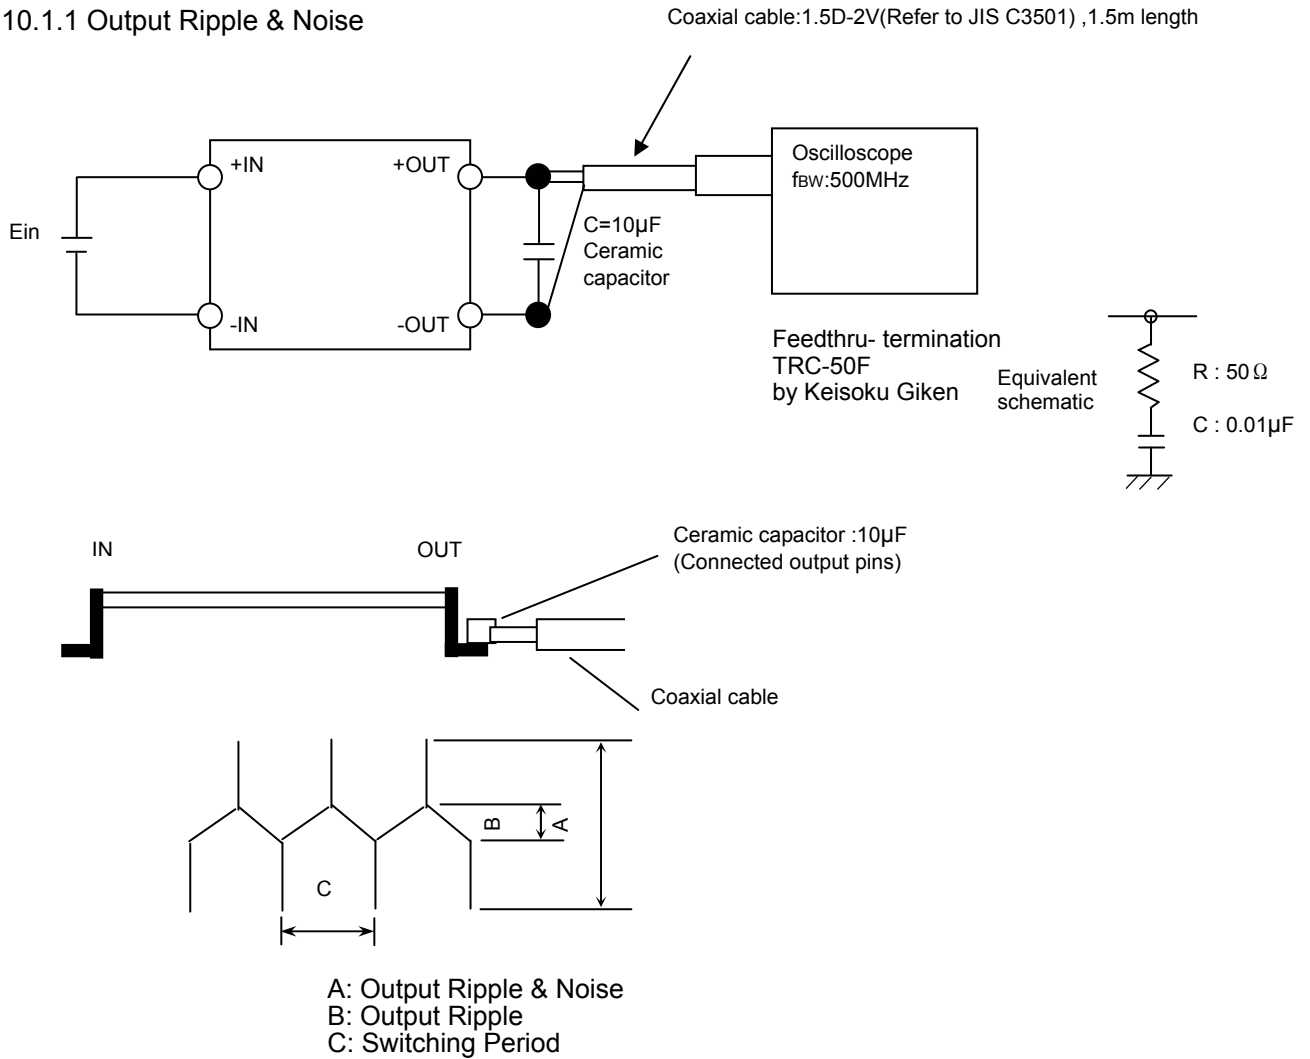 10.1.1 Output Ripple & Noise
Coaxial cable:1.5D-2V(Refer to JIS C3501) ,1.5m length
+IN
+OUT
Oscilloscope
fBW:500MHz
Ein
C=10µF
Ceramic
capacitor
-IN
-OUT
Feedthru- termination
TRC-50F
by Keisoku Giken
Equivalent
schematic
R : 50Ω
C : 0.01µF
IN
OUT
Ceramic capacitor :10µF
(Connected output pins)
Coaxial cable
B
A
C
A: Output Ripple & Noise
B: Output Ripple
C: Switching Period